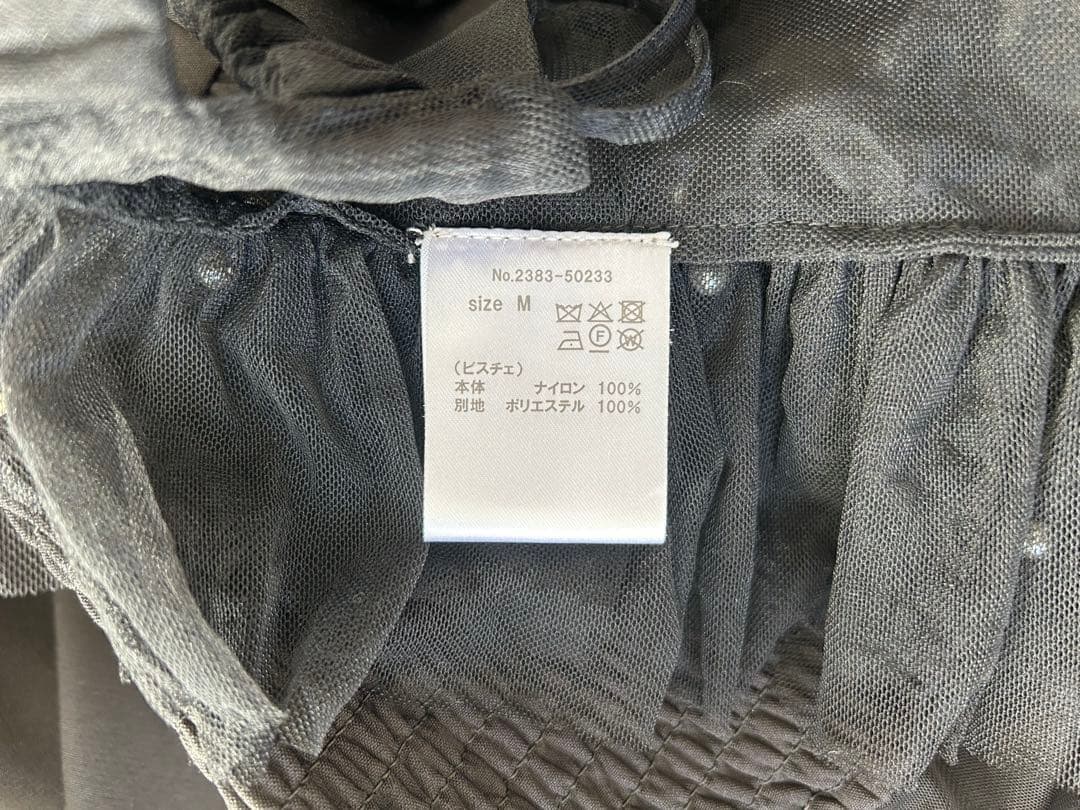 No.2383-50233
size M
F W
(ビスチェ)
本体 ナイロン 100%
別地 ポリエステル 100%